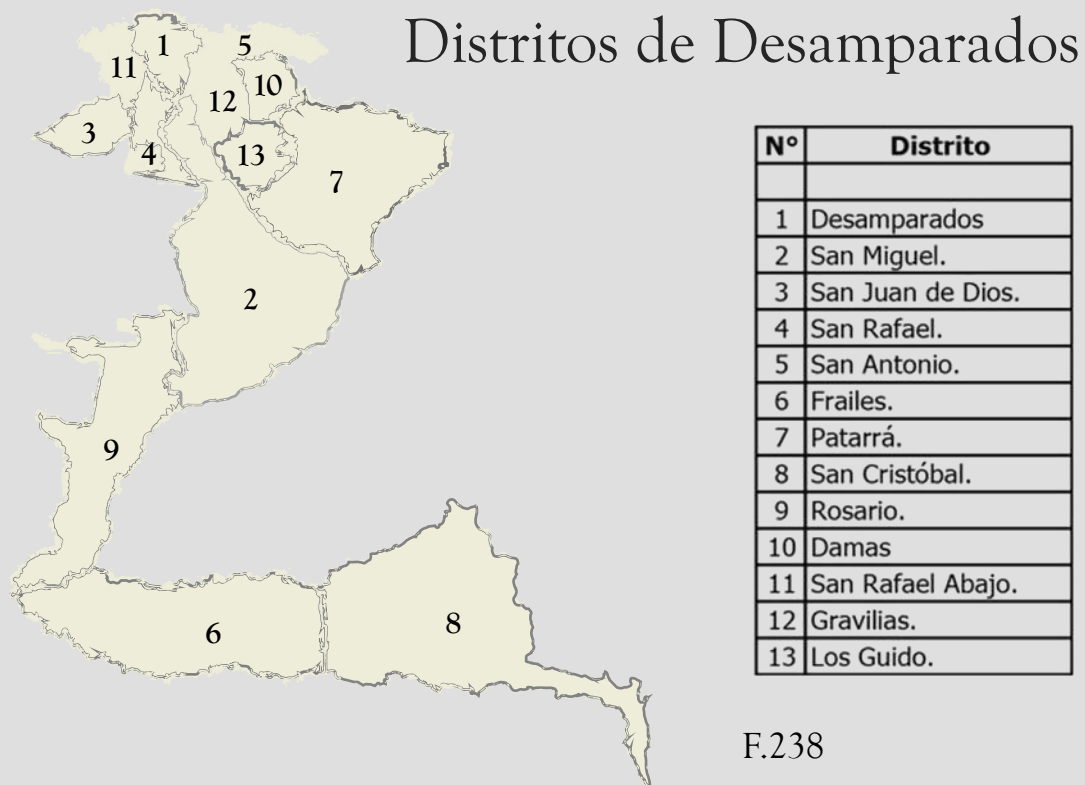 Distritos de Desamparados
1
5
11
10
12
3
13
4
7
2
9
6
8
N° Distrito
1 Desamparados
2 San Miguel.
3 San Juan de Dios.
4 San Rafael.
5 San Antonio.
6 Frailes.
7 Patarrá.
8 San Cristóbal.
9 Rosario.
10 Damas
11 San Rafael Abajo.
12 Gravilias.
13 Los Guido.
F.238